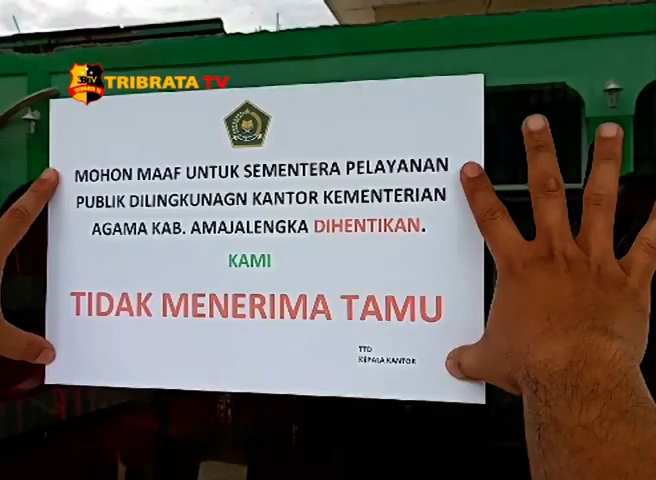 TRIBRATA TV
MOHON MAAF UNTUK SEMENTERA PELAYANAN
PUBLIK DILINGKUNAGN KANTOR KEMENTERIAN
AGAMA KAB. AMAJALENGKA DIHENTIKAN.
KAMI
TIDAK MENERIMA TAMU
TTD
KEPALA KANTOR